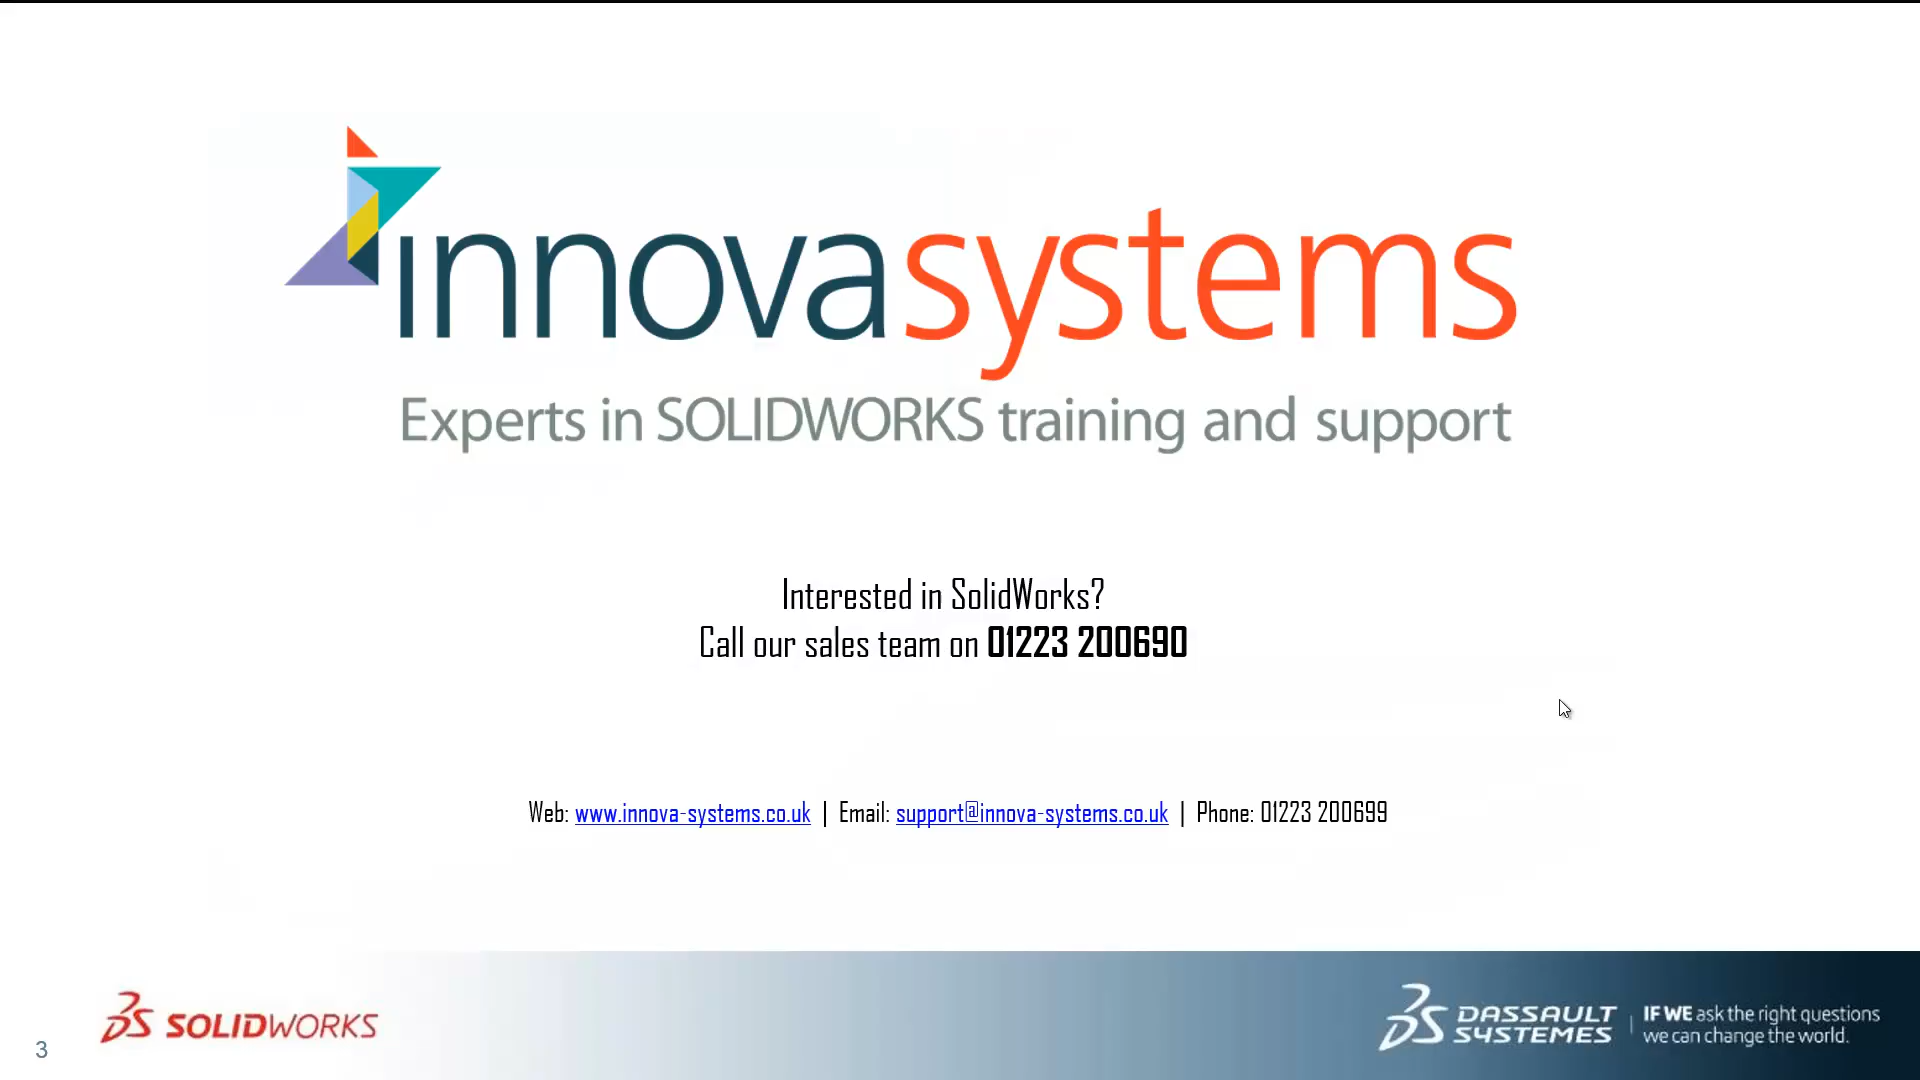 innovasystems
Experts in SOLIDWORKS training and support
Interested in SolidWorks?
Call our sales team on 01223 200690
Web: www.innova-systems.co.uk | Email: support@innova-systems.co.uk | Phone: 01223 200699
3
SOLIDWORKS
DASSAULT
SYSTEMES
IF WE ask the right questions
we can change the world.